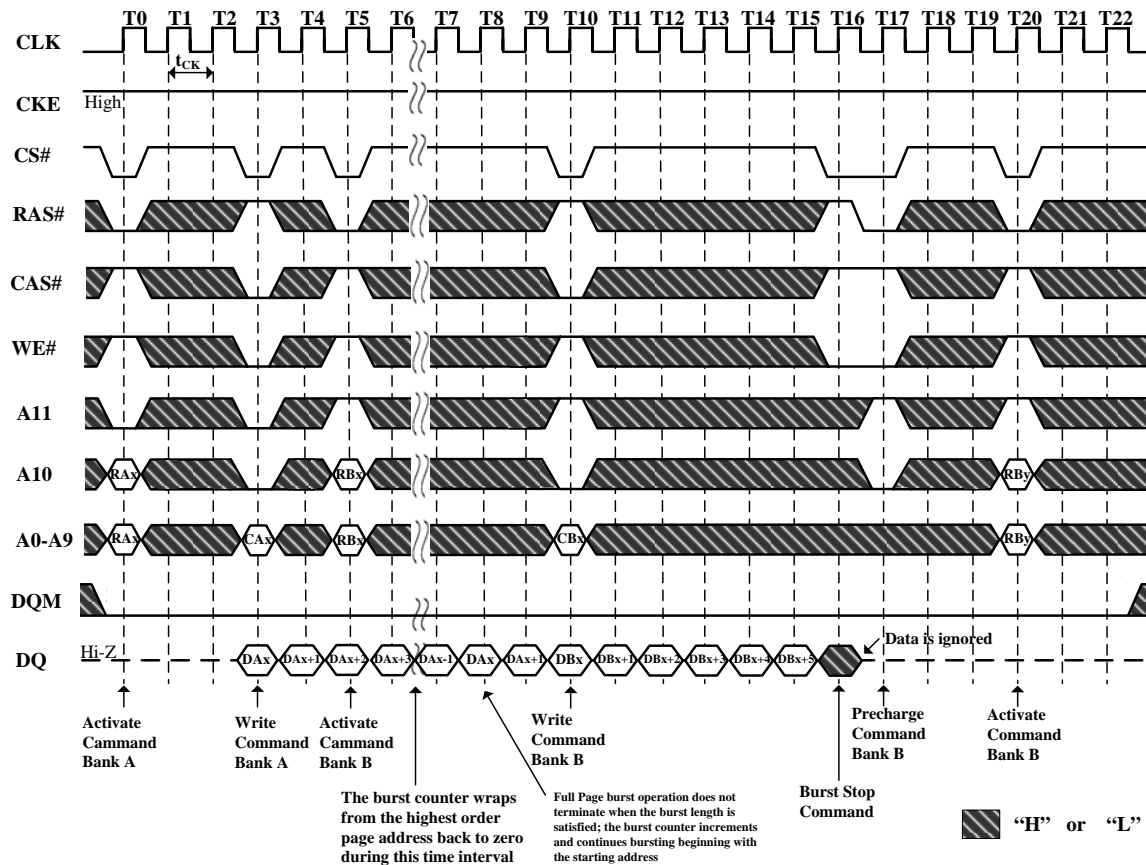 T0 T1 T2 T3 T4 T5 T6 T7 T8 T9 T10 T11 T12 T13 T14 T15 T16 T17 T18 T19 T20 T21 T22
CLK
tCK
CKE High
CS#
RAS#
CAS#
WE#
A11
A10 RAx RBx RBy
A0-A9 RAx CAx RBx CBx RBy
DQM
DQ Hi-Z DAx DAx+1 DAx+2 DAx+3 DAx-1 DAx DAx+1 DBx DBx+1 DBx+2 DBx+3 DBx+4 DBx+5
Data is ignored
Activate
Cammand
Bank A
Write
Command
Bank A
Activate
Cammand
Bank B
Write
Command
Bank B
Precharge
Command
Bank B
Activate
Command
Bank B
The burst counter wraps
from the highest order
page address back to zero
during this time interval
Full Page burst operation does not
terminate when the burst length is
satisfied; the burst counter increments
and continues bursting beginning with
the starting address
Burst Stop
Command
“H” or “L”